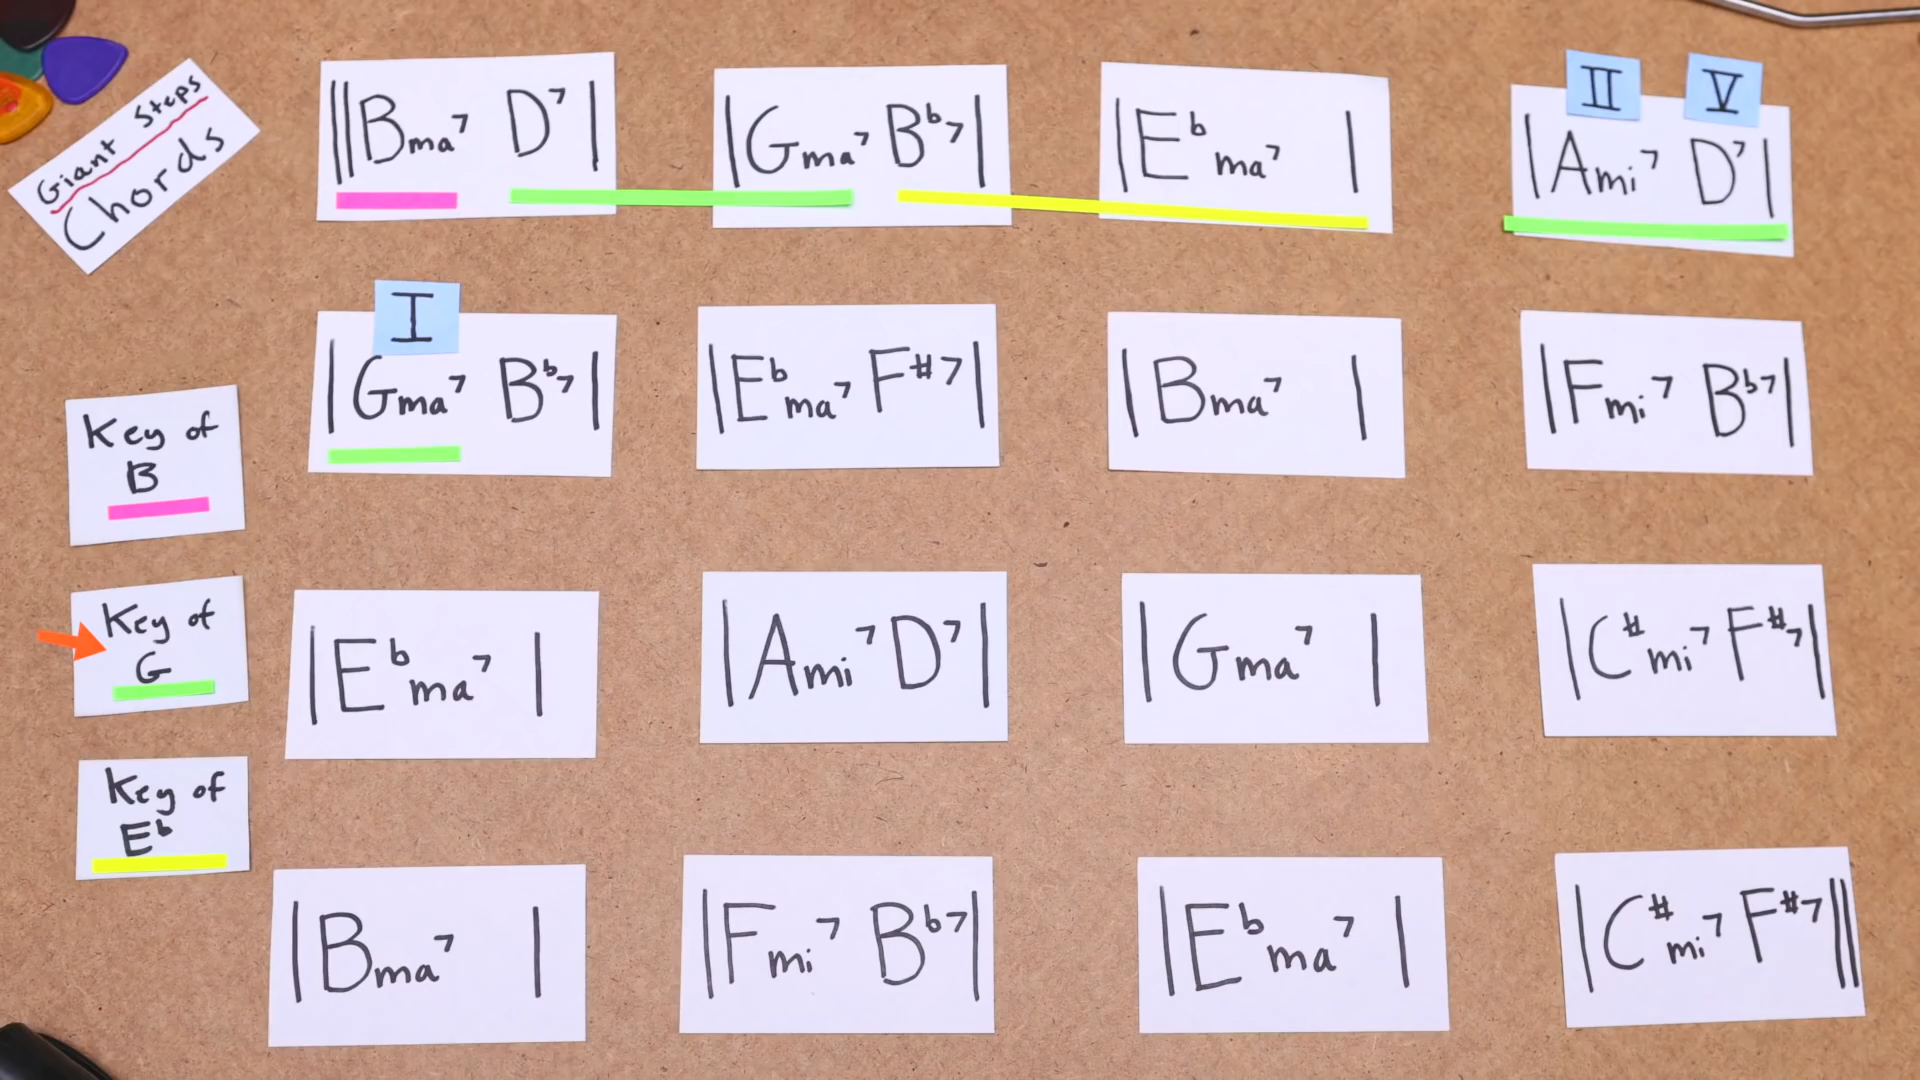 Giant Steps
Chords
||Bma7 D7|
|Gma7 Bb7|
|Ebma7 |
II V
|Ami7 D7|
I
|Gma7 Bb7|
|Ebma7 F#7|
|Bma7 |
|Fmi7 Bb7|
Key of
B
Key of
G
|Ebma7 |
|Ami7 D7|
|Gma7 |
|C#mi7 F#7|
Key of
Eb
|Bma7 |
|Fmi7 Bb7|
|Ebma7 |
|C#mi7 F#7||